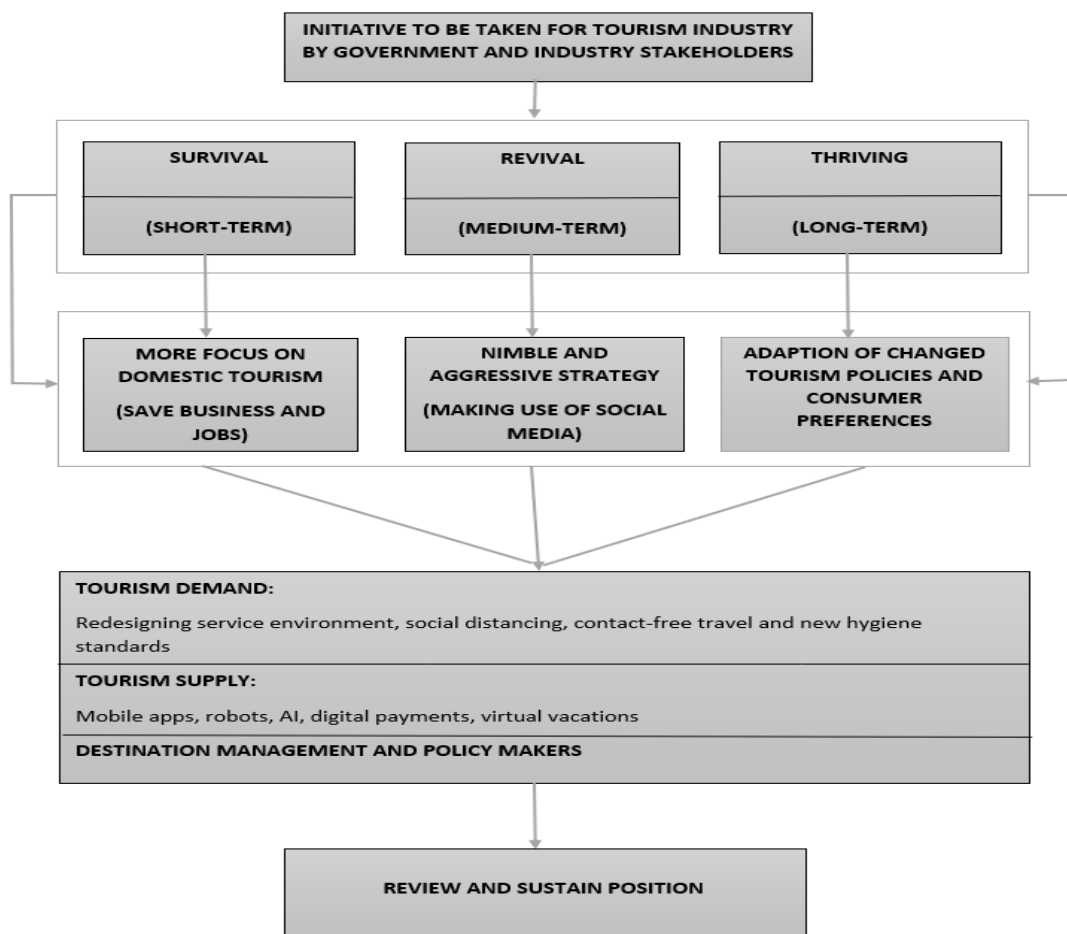 INITIATIVE TO BE TAKEN FOR TOURISM INDUSTRY
BY GOVERNMENT AND INDUSTRY STAKEHOLDERS
SURVIVAL
(SHORT-TERM)
REVIVAL
(MEDIUM-TERM)
THRIVING
(LONG-TERM)
MORE FOCUS ON
DOMESTIC TOURISM
(SAVE BUSINESS AND
JOBS)
NIMBLE AND
AGGRESSIVE STRATEGY
(MAKING USE OF SOCIAL
MEDIA)
ADAPTION OF CHANGED
TOURISM POLICIES AND
CONSUMER
PREFERENCES
TOURISM DEMAND:
Redesigning service environment, social distancing, contact-free travel and new hygiene
standards
TOURISM SUPPLY:
Mobile apps, robots, AI, digital payments, virtual vacations
DESTINATION MANAGEMENT AND POLICY MAKERS
REVIEW AND SUSTAIN POSITION